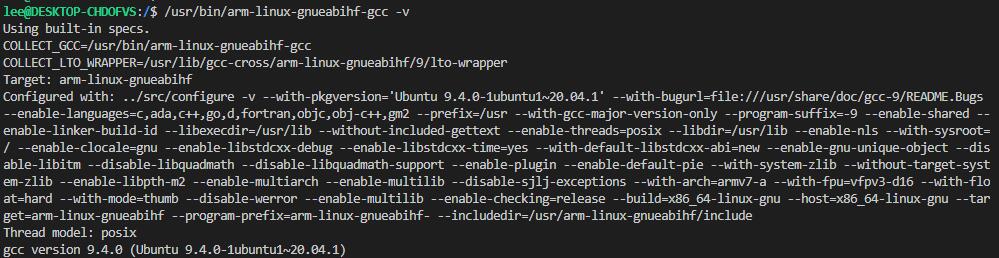 lee@DESKTOP-CHDOFVS:/$ /usr/bin/arm-linux-gnueabihf-gcc -v
Using built-in specs.
COLLECT_GCC=/usr/bin/arm-linux-gnueabihf-gcc
COLLECT_LTO_WRAPPER=/usr/lib/gcc-cross/arm-linux-gnueabihf/9/lto-wrapper
Target: arm-linux-gnueabihf
Configured with: ../src/configure -v --with-pkgversion='Ubuntu 9.4.0-1ubuntu1~20.04.1' --with-bugurl=file:///usr/share/doc/gcc-9/README.Bugs
--enable-languages=c,ada,c++,go,d,fortran,objc,obj-c++,gm2 --prefix=/usr --with-gcc-major-version-only --program-suffix=-9 --enable-shared --
enable-linker-build-id --libexecdir=/usr/lib --without-included-gettext --enable-threads=posix --libdir=/usr/lib --enable-nls --with-sysroot=
/ --enable-clocale=gnu --enable-libstdcxx-debug --enable-libstdcxx-time=yes --with-default-libstdcxx-abi=new --enable-gnu-unique-object --dis
able-libitm --disable-libquadmath --disable-libquadmath-support --enable-plugin --enable-default-pie --with-system-zlib --without-target-syst
em-zlib --enable-libpth-m2 --enable-multiarch --enable-multilib --disable-sjlj-exceptions --with-arch=armv7-a --with-fpu=vfpv3-d16 --with-flo
at=hard --with-mode=thumb --disable-werror --enable-multilib --enable-checking=release --build=x86_64-linux-gnu --host=x86_64-linux-gnu --tar
get=arm-linux-gnueabihf --program-prefix=arm-linux-gnueabihf- --includedir=/usr/arm-linux-gnueabihf/include
Thread model: posix
gcc version 9.4.0 (Ubuntu 9.4.0-1ubuntu1~20.04.1)